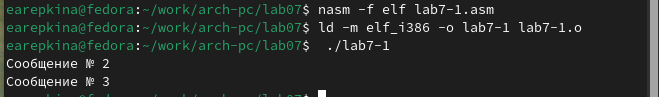 earepkina@fedora:~/work/arch-pc/lab07$ nasm -f elf lab7-1.asm
earepkina@fedora:~/work/arch-pc/lab07$ ld -m elf_i386 -o lab7-1 lab7-1.o
earepkina@fedora:~/work/arch-pc/lab07$  ./lab7-1
Сообщение № 2
Сообщение № 3
earepkina@fedora:~/work/arch-pc/lab07$